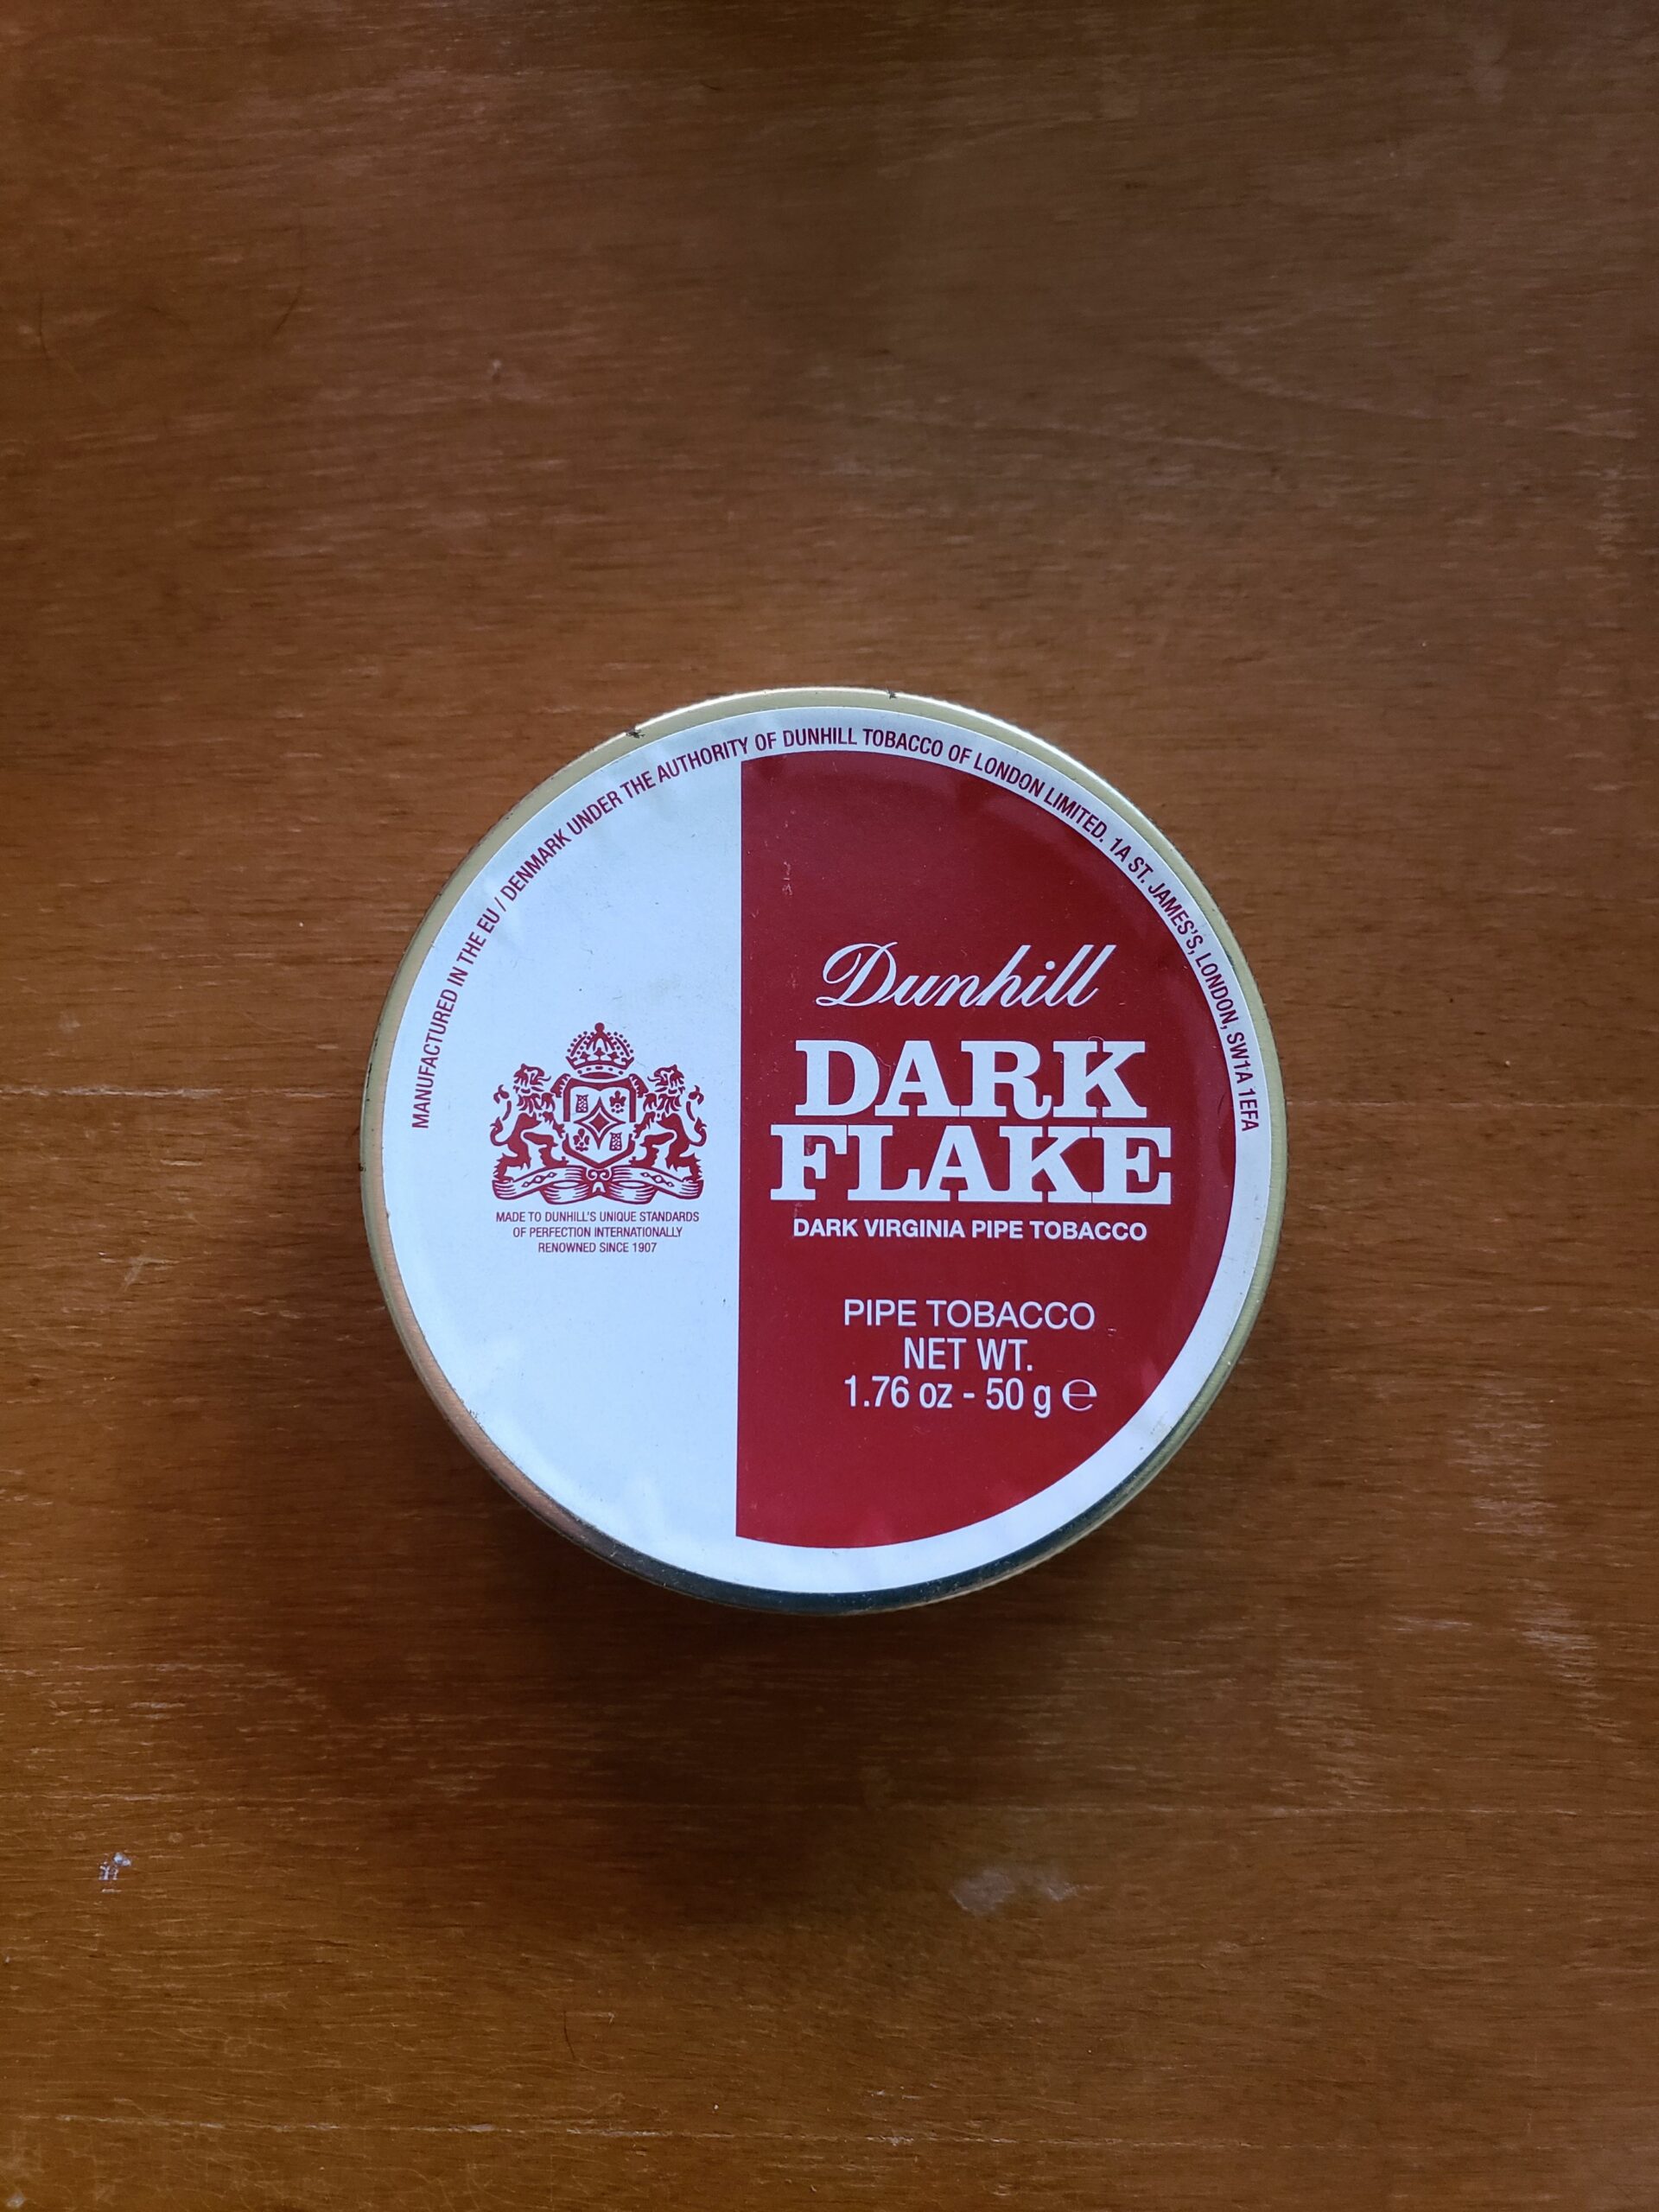 MANUFACTURED IN THE EU / DENMARK UNDER THE AUTHORITY OF DUNHILL TOBACCO OF LONDON LIMITED. 1A ST. JAMES'S, LONDON, SW1A 1EFA
MADE TO DUNHILL'S UNIQUE STANDARDS
OF PERFECTION INTERNATIONALLY
RENOWNED SINCE 1907
Dunhill
DARK
FLAKE
DARK VIRGINIA PIPE TOBACCO
PIPE TOBACCO
NET WT.
1.76 oz - 50 g ℮